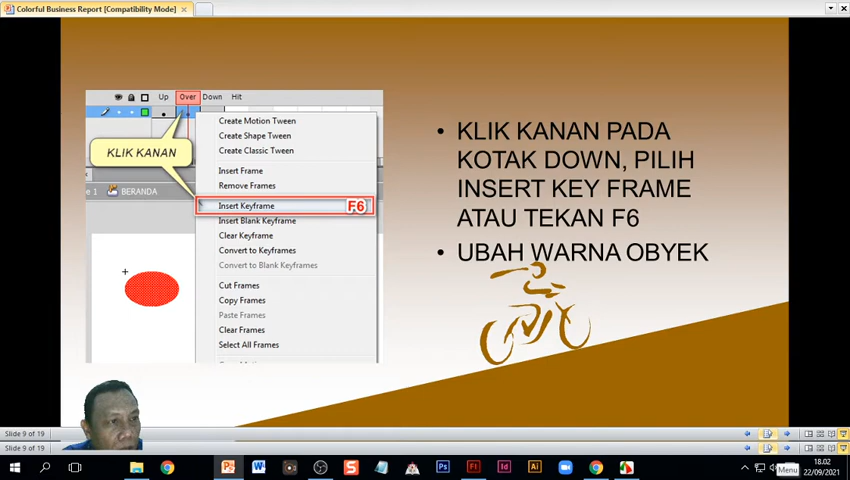 Colorful Business Report [Compatibility Mode]
Up Over Down Hit
Create Motion Tween
Create Shape Tween
Create Classic Tween
KLIK KANAN
Insert Frame
Remove Frames
BERANDA
Insert Keyframe F6
Insert Blank Keyframe
Clear Keyframe
Convert to Keyframes
Convert to Blank Keyframes
Cut Frames
Copy Frames
Paste Frames
Clear Frames
Select All Frames
• KLIK KANAN PADA
KOTAK DOWN, PILIH
INSERT KEY FRAME
ATAU TEKAN F6
• UBAH WARNA OBYEK
Slide 9 of 19
Slide 9 of 19
18.02
22/09/2021
Menu